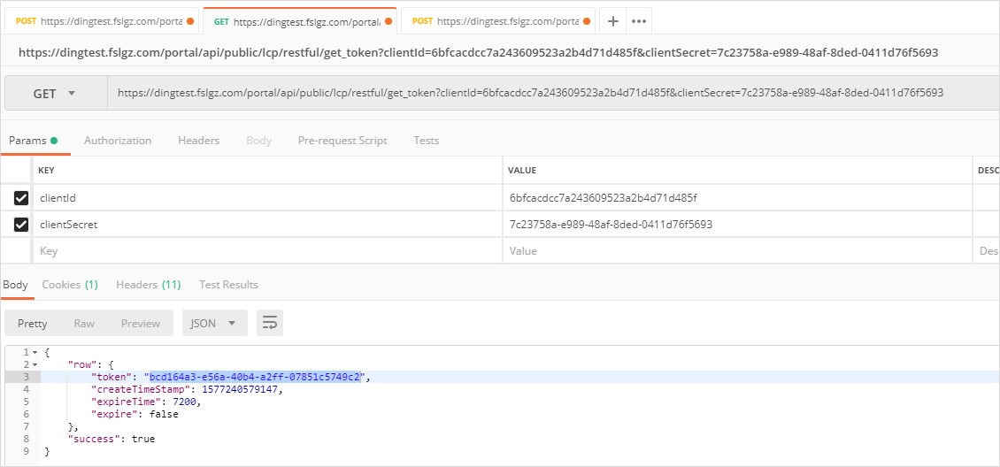 POST https://dingtest.fslgz.com/porta GET https://dingtest.fslgz.com/portal/ POST https://dingtest.fslgz.com/portal + •••
https://dingtest.fslgz.com/portal/api/public/lcp/restful/get_token?clientId=6bfcacdcc7a243609523a2b4d71d485f&clientSecret=7c23758a-e989-48af-8ded-0411d76f5693
GET https://dingtest.fslgz.com/portal/api/public/lcp/restful/get_token?clientId=6bfcacdcc7a243609523a2b4d71d485f&clientSecret=7c23758a-e989-48af-8ded-0411d76f5693
Params Authorization Headers Body Pre-request Script Tests
KEY VALUE DESC
clientId 6bfcacdcc7a243609523a2b4d71d485f
clientSecret 7c23758a-e989-48af-8ded-0411d76f5693
Key Value Des
Body Cookies (1) Headers (11) Test Results
Pretty Raw Preview JSON
1 {
2 "row": {
3 "token": "bcd164a3-e56a-40b4-a2ff-07851c5749c2",
4 "createTimeStamp": 1577240579147,
5 "expireTime": 7200,
6 "expire": false
7 },
8 "success": true
9 }